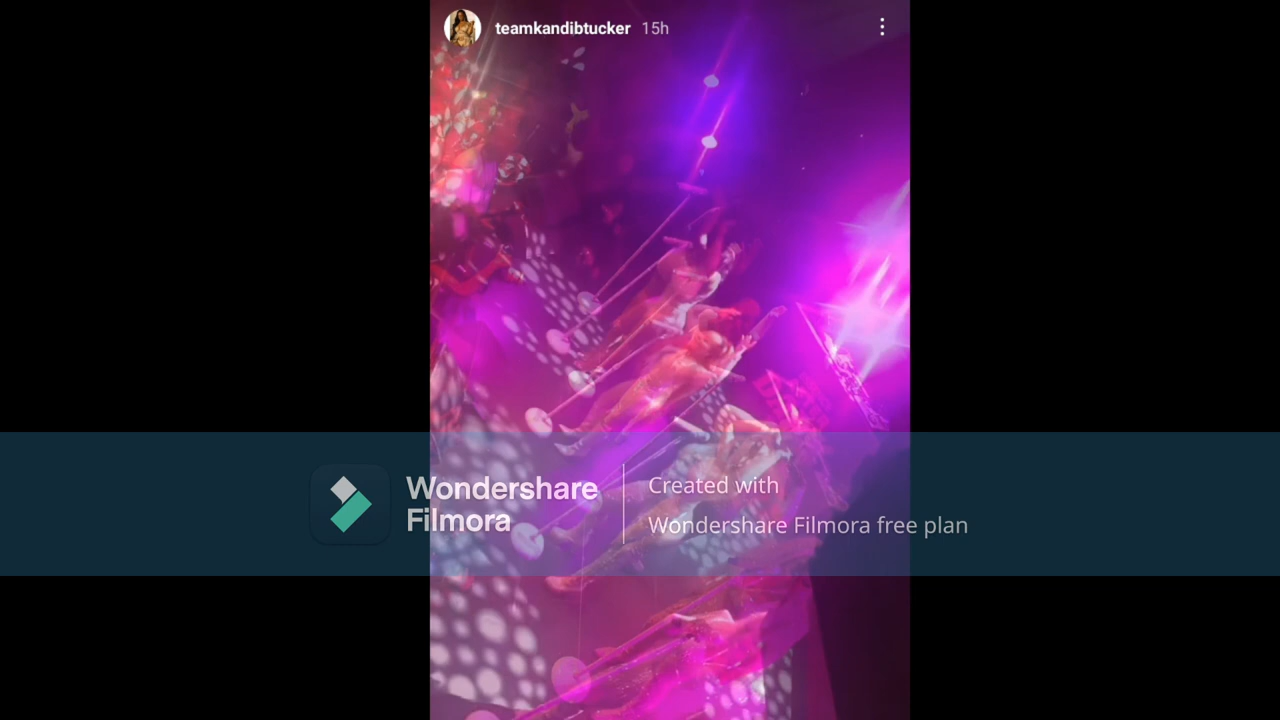 teamkandibtucker 15h
Wondershare
Filmora
Created with
Wondershare Filmora free plan